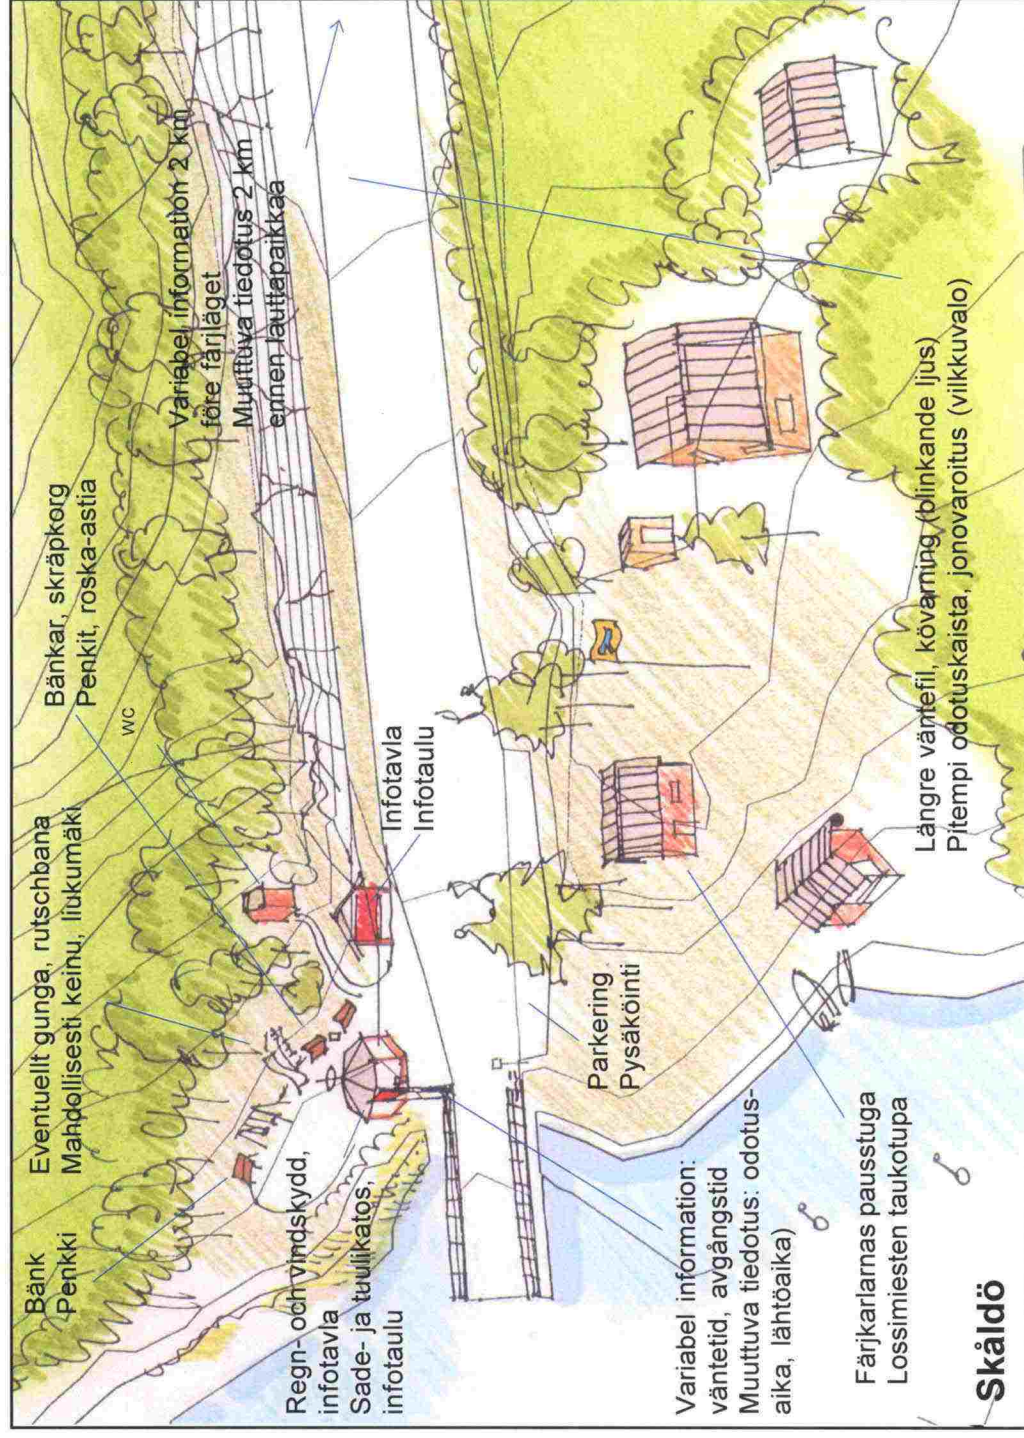 Bänk
Penkki
Eventuellt gunga, rutschbana
Mahdollisesti keinu, liukumäki
Bänkar, skräpkorg
Penkit, roska-astia
wc
Variabel information 2 km
före färjläget
Muuttuva tiedotus 2 km
ennen lauttapaikkaa
Regn- och vindskydd,
infotavla
Sade- ja tuulikatos,
infotaulu
Infotavla
Infotaulu
Parkering
Pysäköinti
Variabel information:
väntetid, avgångstid
Muuttuva tiedotus: odotus-
aika, lähtöaika)
Färjkarlarnas pausstuga
Lossimiesten taukotupa
Längre väntefil, kövarning (blinkande ljus)
Pitempi odotuskaista, jonovaroitus (vilkkuvalo)
Skåldö